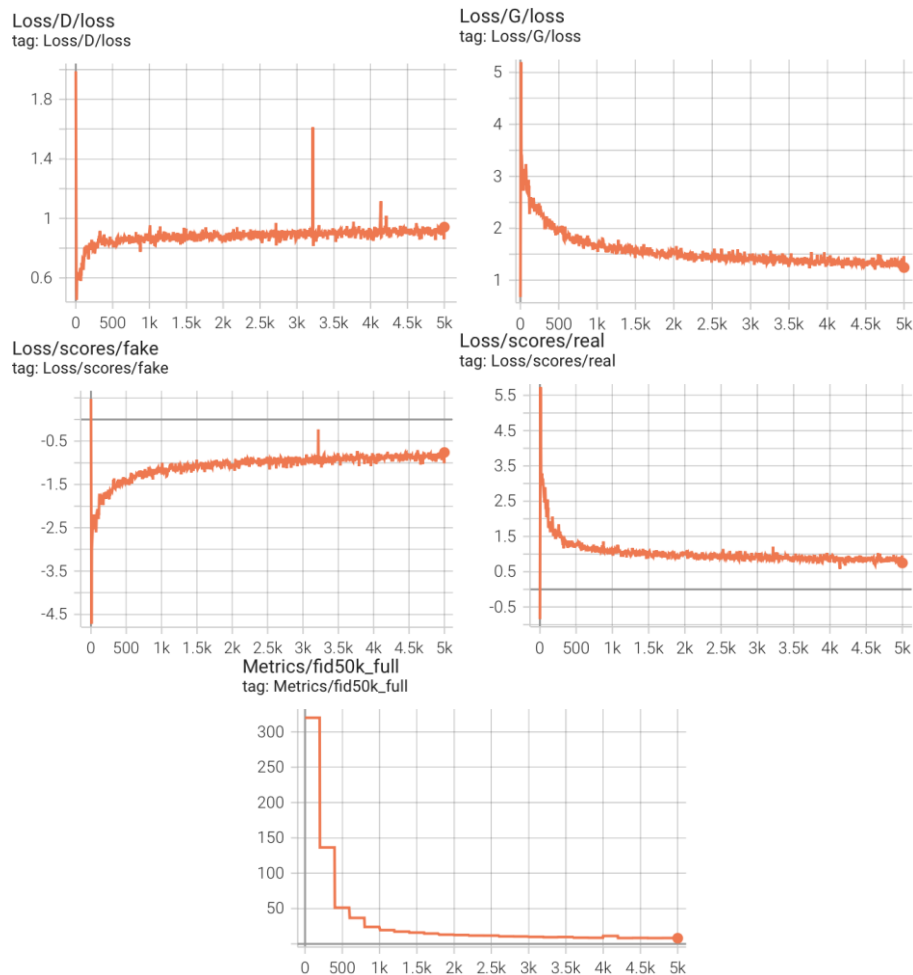 Loss/D/loss
tag: Loss/D/loss
1.8
1.4
1
0.6
0 500 1k 1.5k 2k 2.5k 3k 3.5k 4k 4.5k 5k
Loss/G/loss
tag: Loss/G/loss
5
4
3
2
1
0 500 1k 1.5k 2k 2.5k 3k 3.5k 4k 4.5k 5k
Loss/scores/fake
tag: Loss/scores/fake
-0.5
-1.5
-2.5
-3.5
-4.5
0 500 1k 1.5k 2k 2.5k 3k 3.5k 4k 4.5k 5k
Loss/scores/real
tag: Loss/scores/real
5.5
4.5
3.5
2.5
1.5
0.5
-0.5
0 500 1k 1.5k 2k 2.5k 3k 3.5k 4k 4.5k 5k
Metrics/fid50k_full
tag: Metrics/fid50k_full
300
250
200
150
100
50
0 500 1k 1.5k 2k 2.5k 3k 3.5k 4k 4.5k 5k